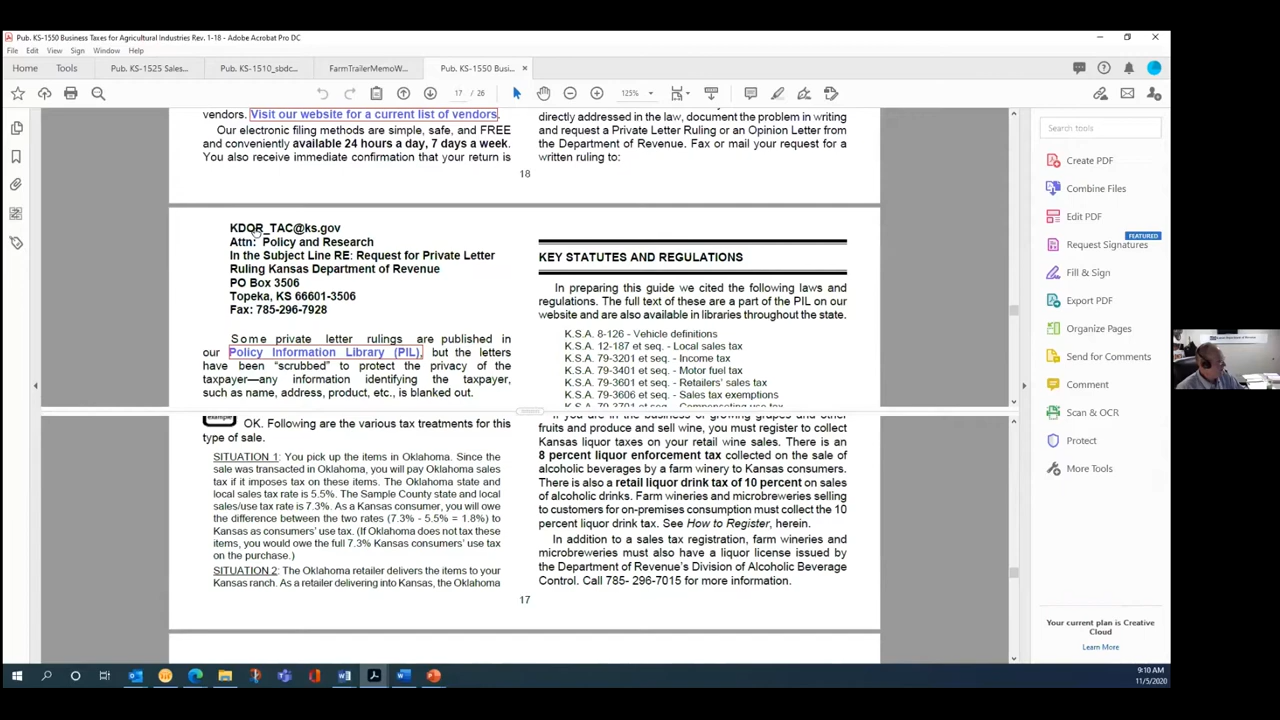 Pub. KS-1550 Business Taxes for Agricultural Industries Rev. 1-18 - Adobe Acrobat Pro DC
File Edit View Sign Window Help
Home Tools Pub. KS-1525 Sales... Pub. KS-1510_sbdc... FarmTrailerMemoW... Pub. KS-1550 Busi...
17 / 26 125%
vendors. Visit our website for a current list of vendors.
Our electronic filing methods are simple, safe, and FREE
and conveniently available 24 hours a day, 7 days a week.
You also receive immediate confirmation that your return is
directly addressed in the law, document the problem in writing
and request a Private Letter Ruling or an Opinion Letter from
the Department of Revenue. Fax or mail your request for a
written ruling to:
18
KDOR_TAC@ks.gov
Attn: Policy and Research
In the Subject Line RE: Request for Private Letter
Ruling Kansas Department of Revenue
PO Box 3506
Topeka, KS 66601-3506
Fax: 785-296-7928
Some private letter rulings are published in
our Policy Information Library (PIL), but the letters
have been “scrubbed” to protect the privacy of the
taxpayer—any information identifying the taxpayer,
such as name, address, product, etc., is blanked out.
KEY STATUTES AND REGULATIONS
In preparing this guide we cited the following laws and
regulations. The full text of these are a part of the PIL on our
website and are also available in libraries throughout the state.
K.S.A. 8-126 - Vehicle definitions
K.S.A. 12-187 et seq. - Local sales tax
K.S.A. 79-3201 et seq. - Income tax
K.S.A. 79-3401 et seq. - Motor fuel tax
K.S.A. 79-3601 et seq. - Retailers' sales tax
K.S.A. 79-3606 et seq. - Sales tax exemptions
K.S.A. 79-3701 et seq. - Compensating use tax
example
OK. Following are the various tax treatments for this
type of sale.
SITUATION 1: You pick up the items in Oklahoma. Since the
sale was transacted in Oklahoma, you will pay Oklahoma sales
tax if it imposes tax on these items. The Oklahoma state and
local sales tax rate is 5.5%. The Sample County state and local
sales/use tax rate is 7.3%. As a Kansas consumer, you will owe
the difference between the two rates (7.3% - 5.5% = 1.8%) to
Kansas as consumers' use tax. (If Oklahoma does not tax these
items, you would owe the full 7.3% Kansas consumers' use tax
on the purchase.)
SITUATION 2: The Oklahoma retailer delivers the items to your
Kansas ranch. As a retailer delivering into Kansas, the Oklahoma
If you are in the business of growing grapes and other
fruits and produce and sell wine, you must register to collect
Kansas liquor taxes on your retail wine sales. There is an
8 percent liquor enforcement tax collected on the sale of
alcoholic beverages by a farm winery to Kansas consumers.
There is also a retail liquor drink tax of 10 percent on sales
of alcoholic drinks. Farm wineries and microbreweries selling
to customers for on-premises consumption must collect the 10
percent liquor drink tax. See How to Register, herein.
In addition to a sales tax registration, farm wineries and
microbreweries must also have a liquor license issued by
the Department of Revenue's Division of Alcoholic Beverage
Control. Call 785- 296-7015 for more information.
17
Search tools
Create PDF
Combine Files
Edit PDF
FEATURED
Request Signatures
Fill & Sign
Export PDF
Organize Pages
Send for Comments
Comment
Scan & OCR
Protect
More Tools
Your current plan is Creative
Cloud
Learn More
9:10 AM
11/5/2020